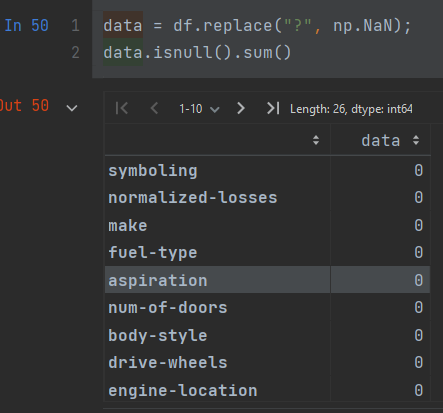 In 50 1 data = df.replace("?", np.NaN);
2 data.isnull().sum()
Out 50 1-10 Length: 26, dtype: int64
data
symboling 0
normalized-losses 0
make 0
fuel-type 0
aspiration 0
num-of-doors 0
body-style 0
drive-wheels 0
engine-location 0